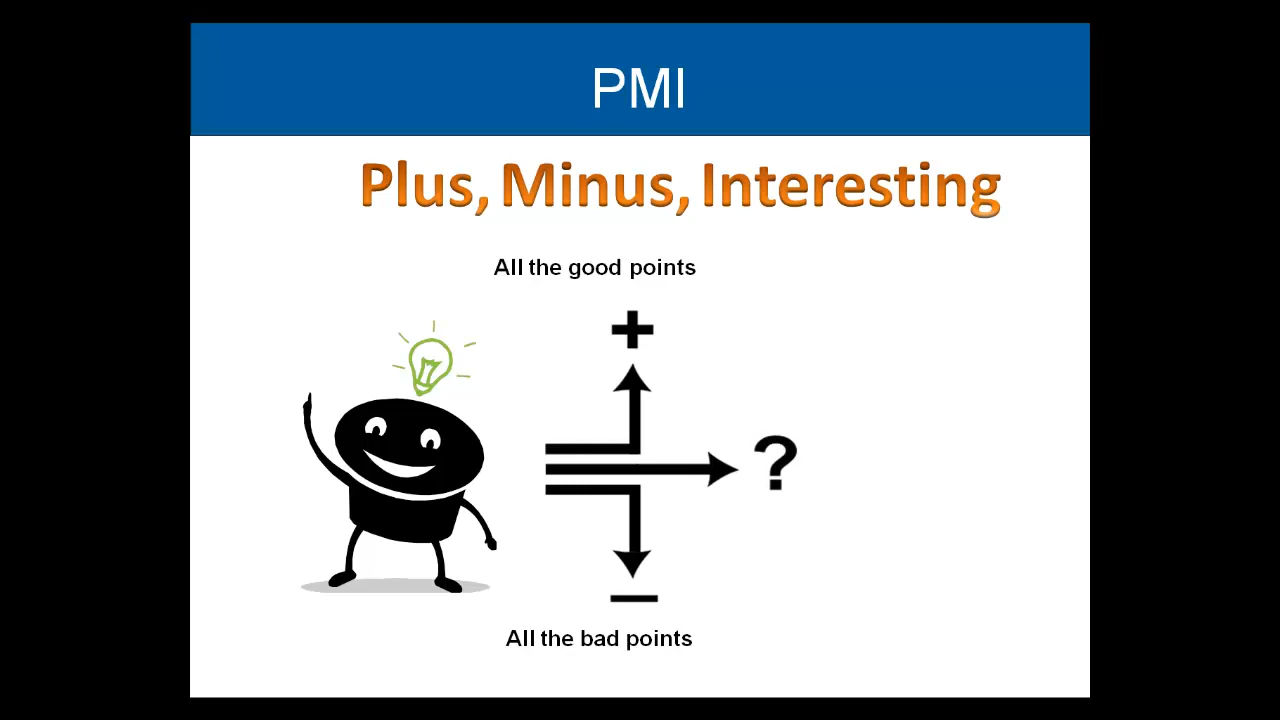 PMI
Plus, Minus, Interesting
All the good points
+
?
–
All the bad points